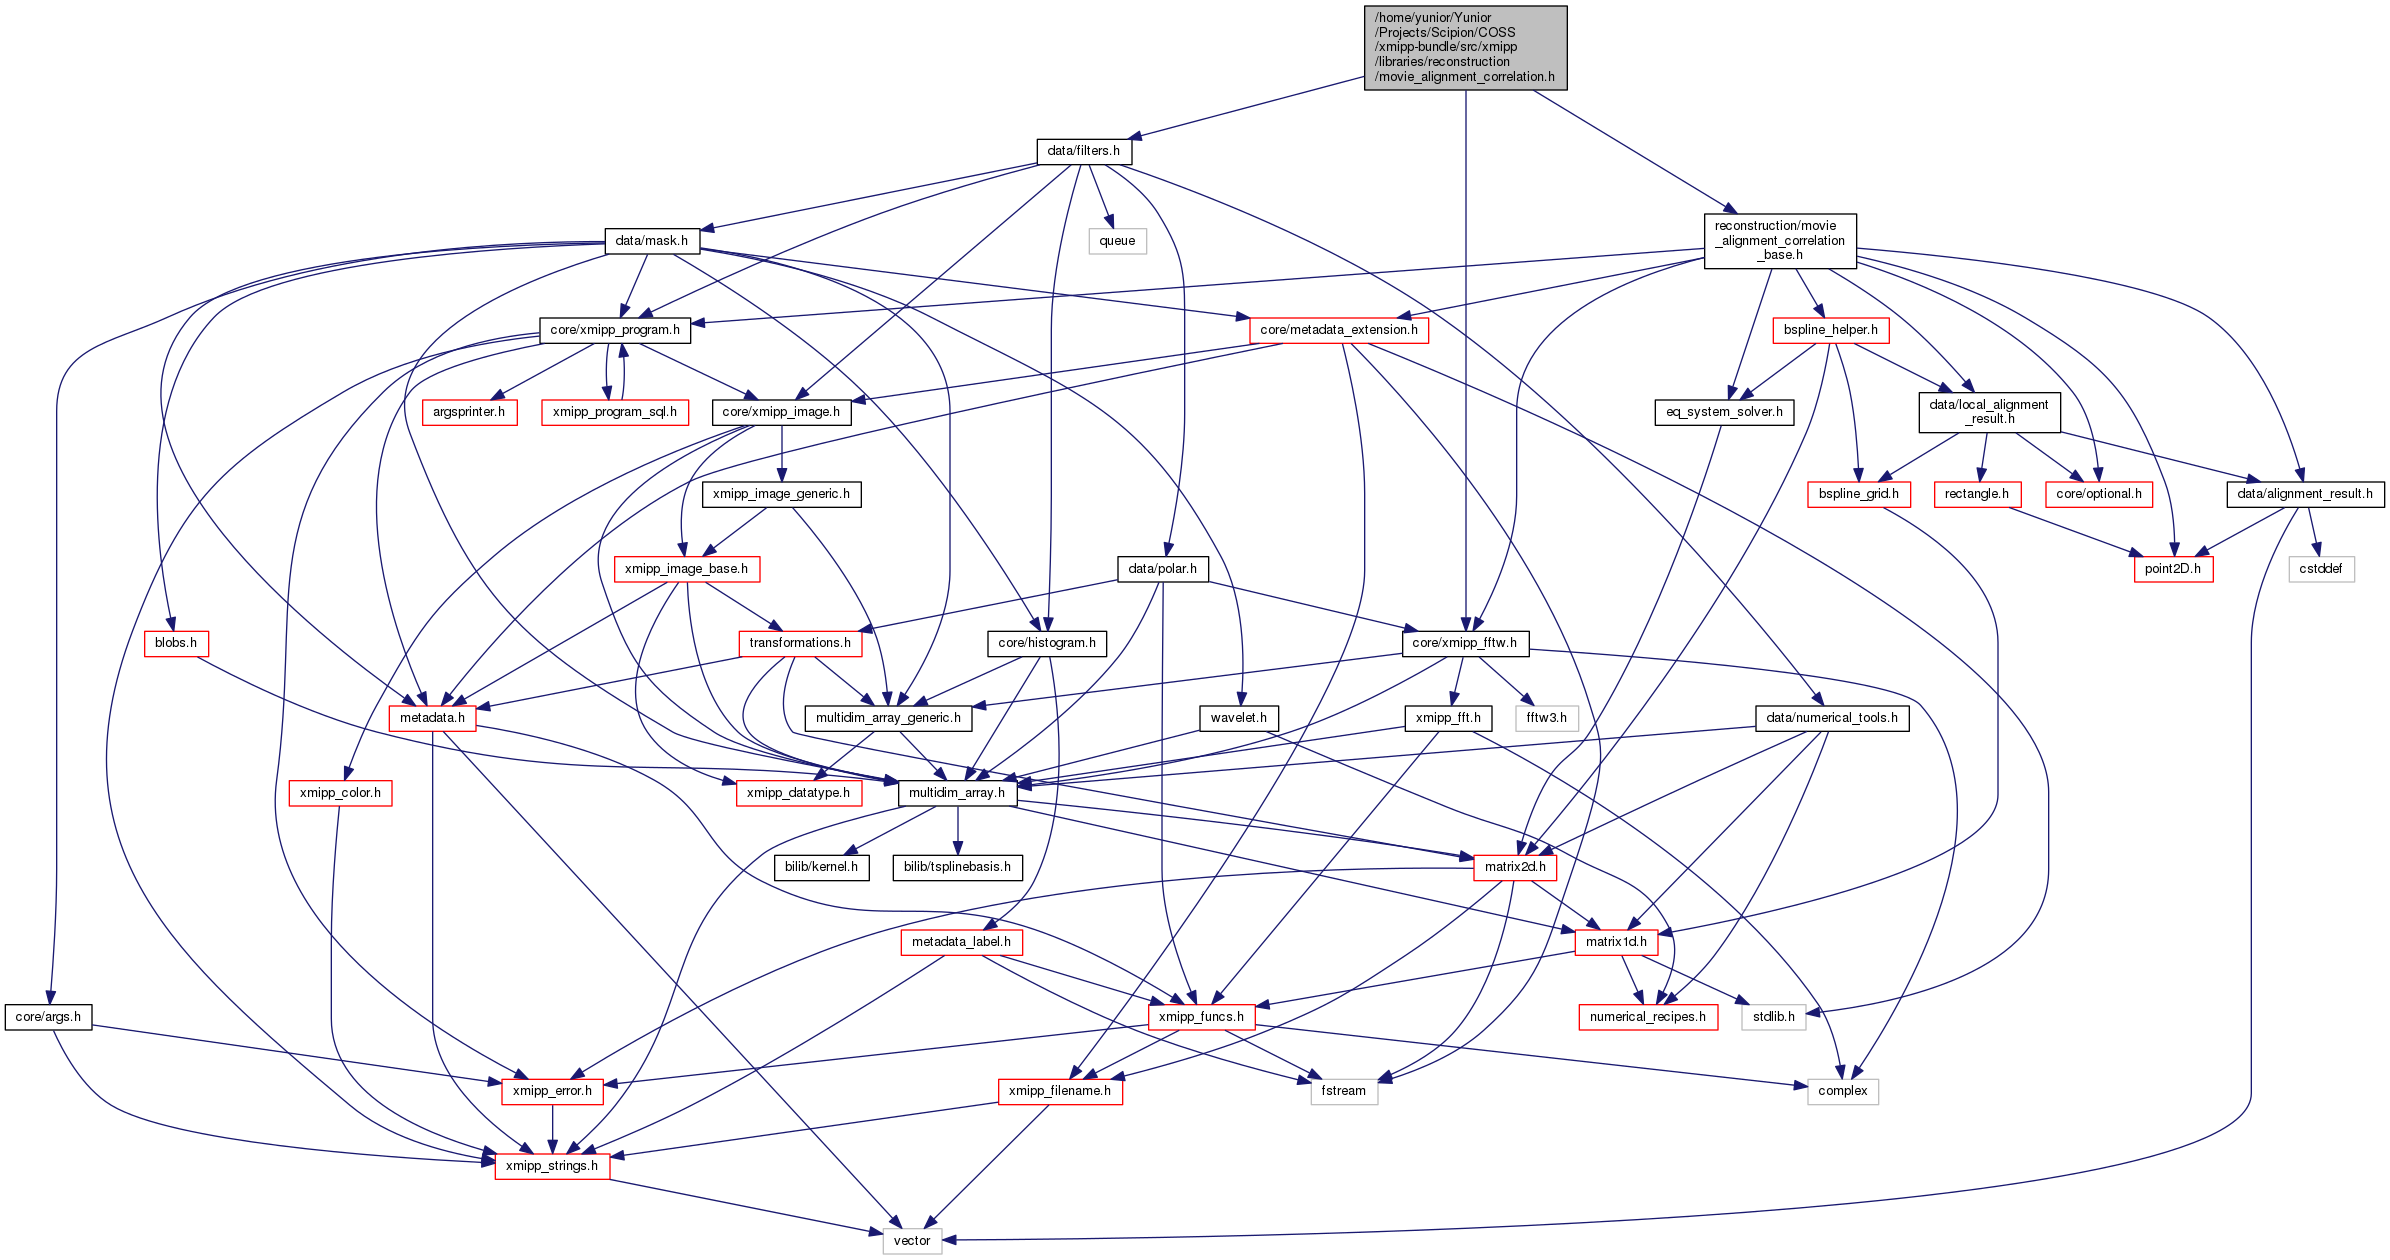 /home/yunior/Yunior
/Projects/Scipion/COSS
/xmipp-bundle/src/xmipp
/libraries/reconstruction
/movie_alignment_correlation.h
data/filters.h
data/mask.h
queue
reconstruction/movie
_alignment_correlation
_base.h
core/xmipp_program.h
core/metadata_extension.h
bspline_helper.h
argsprinter.h
xmipp_program_sql.h
core/xmipp_image.h
eq_system_solver.h
data/local_alignment
_result.h
xmipp_image_generic.h
bspline_grid.h
rectangle.h
core/optional.h
data/alignment_result.h
xmipp_image_base.h
data/polar.h
point2D.h
cstddef
blobs.h
transformations.h
core/histogram.h
core/xmipp_fftw.h
metadata.h
multidim_array_generic.h
wavelet.h
xmipp_fft.h
fftw3.h
data/numerical_tools.h
xmipp_color.h
xmipp_datatype.h
multidim_array.h
bilib/kernel.h
bilib/tsplinebasis.h
matrix2d.h
metadata_label.h
matrix1d.h
core/args.h
xmipp_funcs.h
numerical_recipes.h
stdlib.h
xmipp_error.h
xmipp_filename.h
fstream
complex
xmipp_strings.h
vector